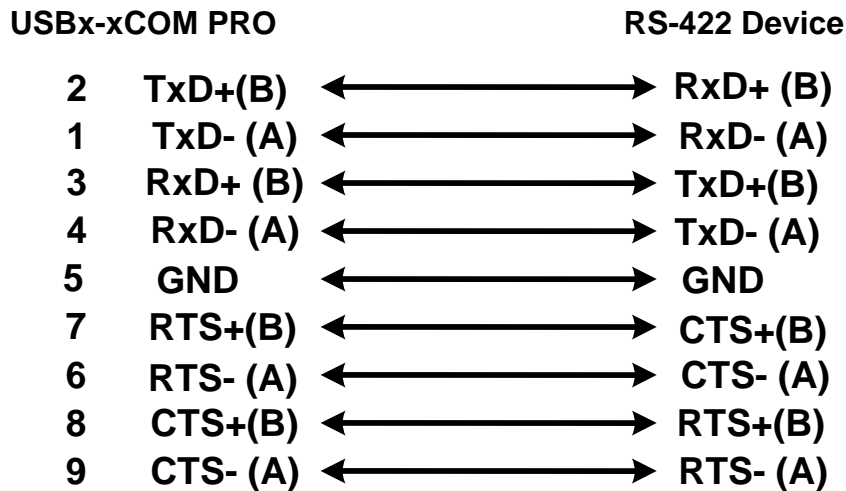 USBx-xCOM PRO RS-422 Device
2 TxD+(B) RxD+ (B)
1 TxD- (A) RxD- (A)
3 RxD+ (B) TxD+(B)
4 RxD- (A) TxD- (A)
5 GND GND
7 RTS+(B) CTS+(B)
6 RTS- (A) CTS- (A)
8 CTS+(B) RTS+(B)
9 CTS- (A) RTS- (A)